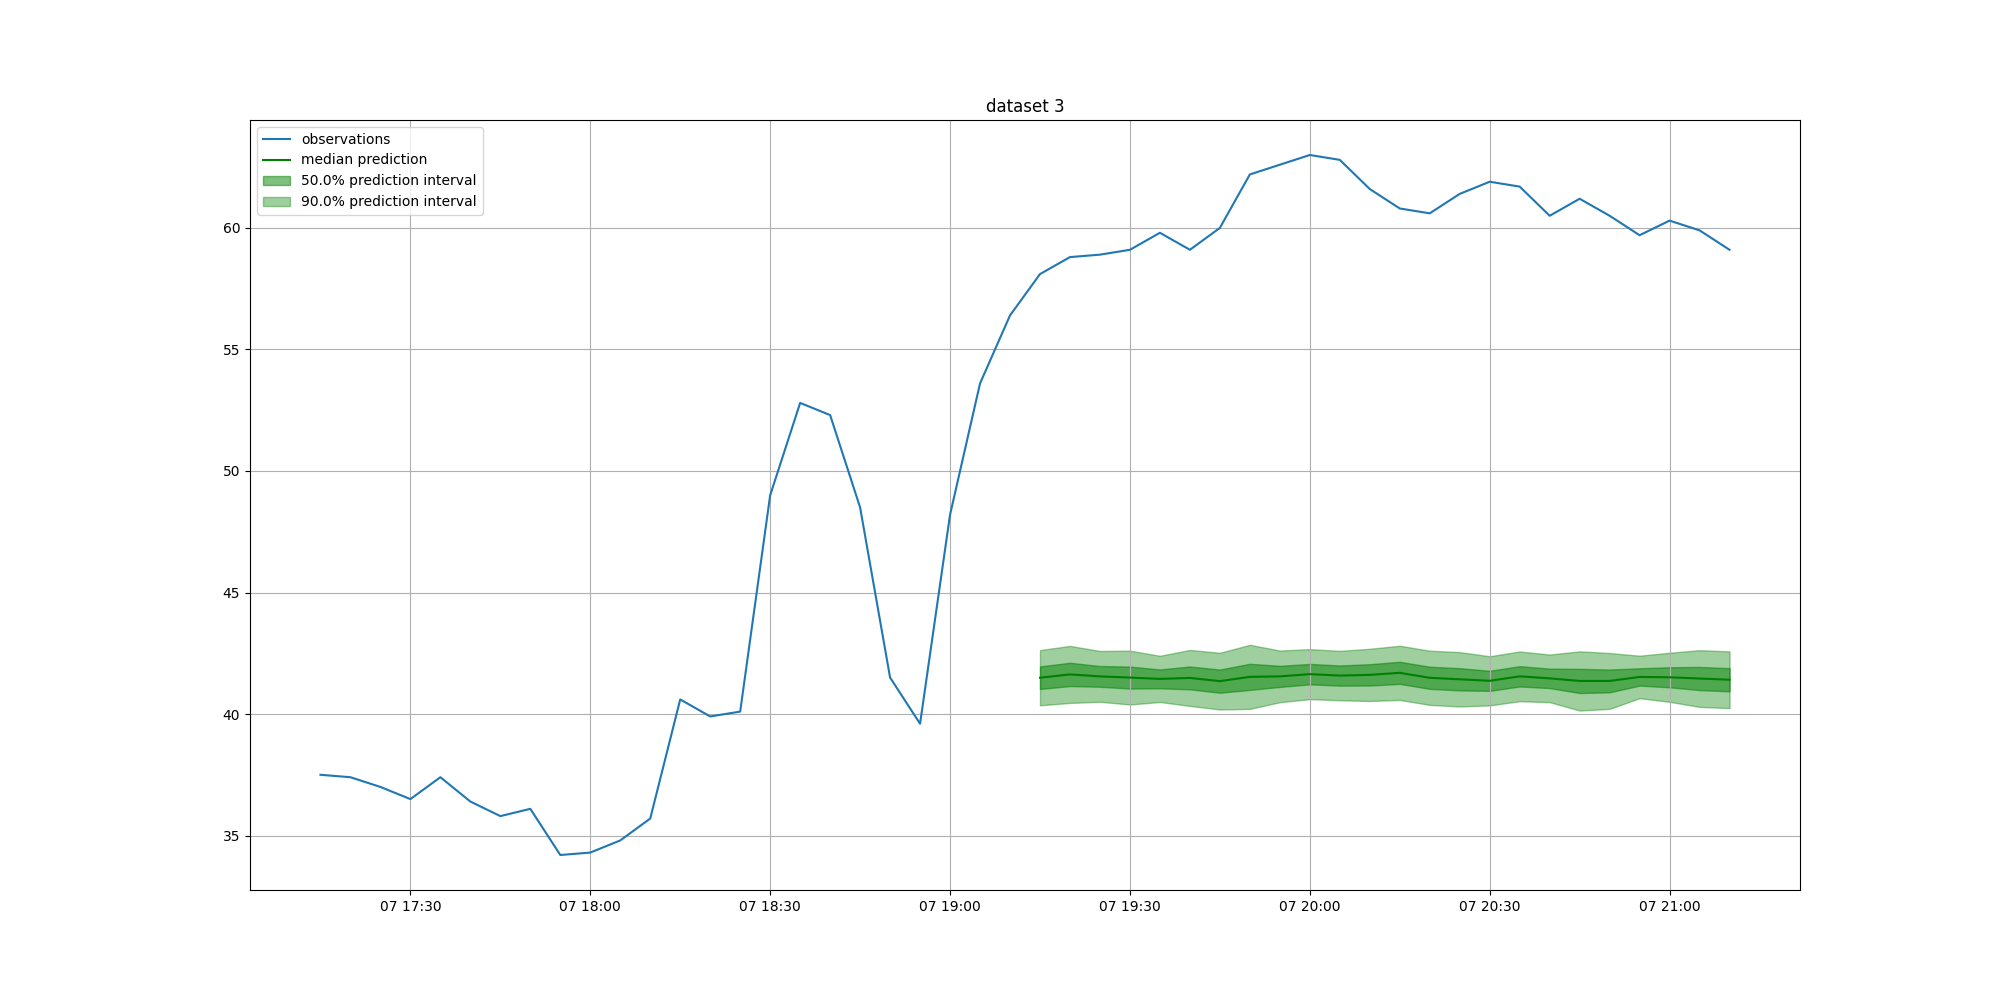 dataset 3
observations
median prediction
50.0% prediction interval
90.0% prediction interval
60
55
50
45
40
35
07 17:30 07 18:00 07 18:30 07 19:00 07 19:30 07 20:00 07 20:30 07 21:00